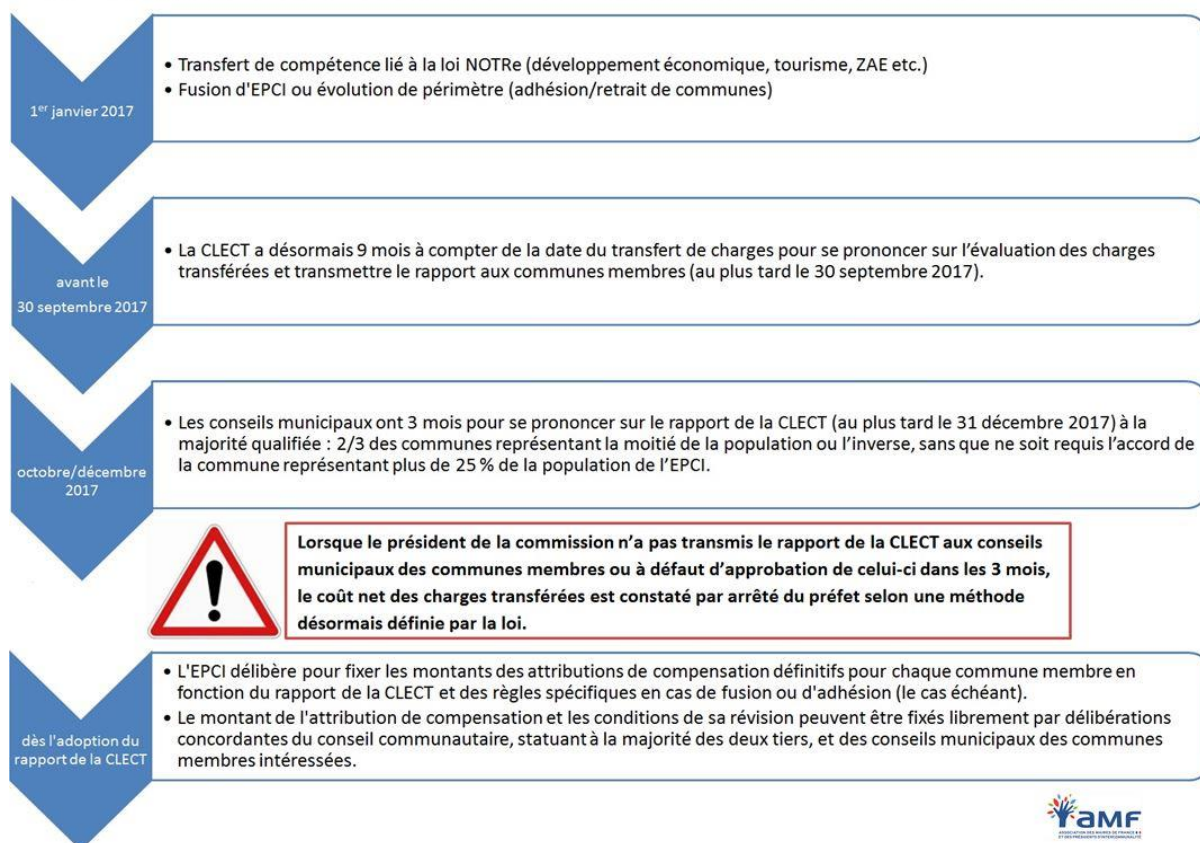 1er janvier 2017
• Transfert de compétence lié à la loi NOTRe (développement économique, tourisme, ZAE etc.)
• Fusion d'EPCI ou évolution de périmètre (adhésion/retrait de communes)
avant le
30 septembre 2017
• La CLECT a désormais 9 mois à compter de la date du transfert de charges pour se prononcer sur l'évaluation des charges
transférées et transmettre le rapport aux communes membres (au plus tard le 30 septembre 2017).
octobre/décembre
2017
• Les conseils municipaux ont 3 mois pour se prononcer sur le rapport de la CLECT (au plus tard le 31 décembre 2017) à la
majorité qualifiée : 2/3 des communes représentant la moitié de la population ou l'inverse, sans que ne soit requis l'accord de
la commune représentant plus de 25 % de la population de l'EPCI.
Lorsque le président de la commission n'a pas transmis le rapport de la CLECT aux conseils
municipaux des communes membres ou à défaut d'approbation de celui-ci dans les 3 mois,
le coût net des charges transférées est constaté par arrêté du préfet selon une méthode
désormais définie par la loi.
dès l'adoption du
rapport de la CLECT
• L'EPCI délibère pour fixer les montants des attributions de compensation définitifs pour chaque commune membre en
fonction du rapport de la CLECT et des règles spécifiques en cas de fusion ou d'adhésion (le cas échéant).
• Le montant de l'attribution de compensation et les conditions de sa révision peuvent être fixés librement par délibérations
concordantes du conseil communautaire, statuant à la majorité des deux tiers, et des conseils municipaux des communes
membres intéressées.
aMF
ASSOCIATION DES MAIRES DE FRANCE
ET DES PRÉSIDENTS D'INTERCOMMUNALITÉ